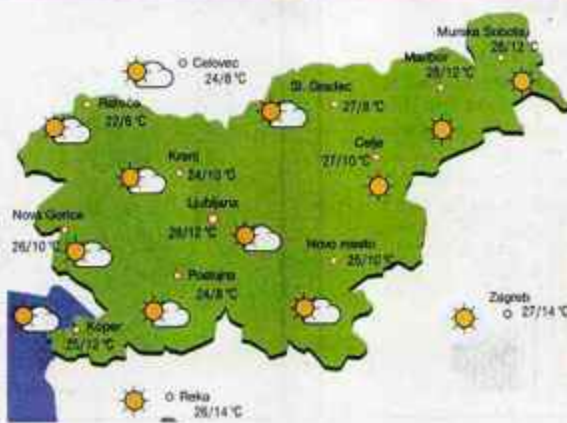 Celovec
24/8 °C
Murska Sobota
28/12 °C
Maribor
28/12 °C
Sl. Gradec
27/8 °C
Rateče
22/6 °C
Celje
27/10 °C
Kranj
24/10 °C
Ljubljana
26/12 °C
Nova Gorica
26/10 °C
Novo mesto
25/10 °C
Postojna
24/8 °C
Koper
25/12 °C
Zagreb
27/14 °C
Reka
26/14 °C